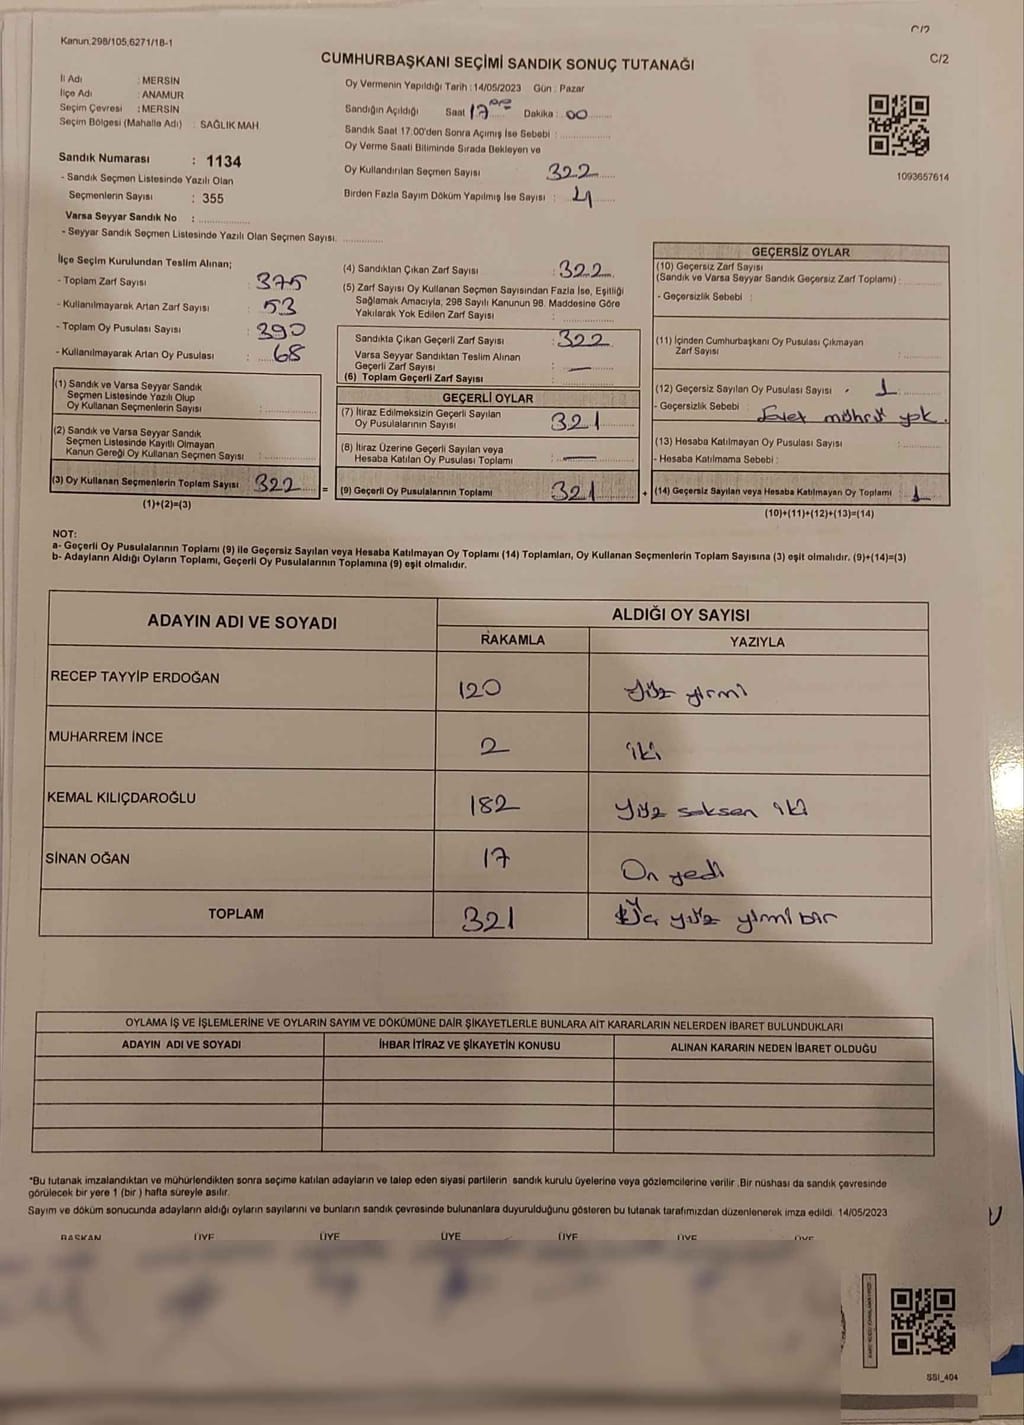 C/2
Kanun.298/105,6271/18-1
C/2
CUMHURBAŞKANI SEÇİMİ SANDIK SONUÇ TUTANAĞI
İl Adı : MERSİN
İlçe Adı : ANAMUR
Seçim Çevresi : MERSİN
Seçim Bölgesi (Mahalle Adı) : SAĞLIK MAH
Oy Vermenin Yapıldığı Tarih : 14/05/2023 Gün : Pazar
Sandığın Açıldığı Saat 17 Dakika : 00
Sandık Saat 17.00'den Sonra Açımış İse Sebebi :
Oy Verme Saati Bitiminde Sırada Bekleyen ve
Oy Kullandırılan Seçmen Sayısı 322
Birden Fazla Sayım Döküm Yapılmış İse Sayısı : 4
1093657614
Sandık Numarası : 1134
- Sandık Seçmen Listesinde Yazılı Olan
Seçmenlerin Sayısı : 355
Varsa Seyyar Sandık No :
- Seyyar Sandık Seçmen Listesinde Yazılı Olan Seçmen Sayısı.
İlçe Seçim Kurulundan Teslim Alınan;
- Toplam Zarf Sayısı : 375
- Kullanılmayarak Artan Zarf Sayısı : 53
- Toplam Oy Pusulası Sayısı : 390
- Kullanılmayarak Artan Oy Pusulası : 68
(1) Sandık ve Varsa Seyyar Sandık
Seçmen Listesinde Yazılı Olup
Oy Kullanan Seçmenlerin Sayısı :
(2) Sandık ve Varsa Seyyar Sandık
Seçmen Listesinde Kayıtlı Olmayan
Kanun Gereği Oy Kullanan Seçmen Sayısı :
(3) Oy Kullanan Seçmenlerin Toplam Sayısı 322 =
(1)+(2)=(3)
(4) Sandıktan Çıkan Zarf Sayısı : 322
(5) Zarf Sayısı Oy Kullanan Seçmen Sayısından Fazla İse, Eşitliği
Sağlamak Amacıyla, 298 Sayılı Kanunun 98. Maddesine Göre
Yakılarak Yok Edilen Zarf Sayısı :
Sandıkta Çıkan Geçerli Zarf Sayısı : 322
Varsa Seyyar Sandıktan Teslim Alınan
Geçerli Zarf Sayısı : —
(6) Toplam Geçerli Zarf Sayısı :
GEÇERLİ OYLAR
(7) İtiraz Edilmeksizin Geçerli Sayılan
Oy Pusulalarının Sayısı 321
(8) İtiraz Üzerine Geçerli Sayılan veya
Hesaba Katılan Oy Pusulası Toplamı : —
(9) Geçerli Oy Pusulalarının Toplamı 321 +
GEÇERSİZ OYLAR
(10) Geçersiz Zarf Sayısı
(Sandık ve Varsa Seyyar Sandık Geçersiz Zarf Toplamı) :
- Geçersizlik Sebebi :
(11) İçinden Cumhurbaşkanı Oy Pusulası Çıkmayan
Zarf Sayısı :
(12) Geçersiz Sayılan Oy Pusulası Sayısı 1
- Geçersizlik Sebebi : Evet mührü yok.
(13) Hesaba Katılmayan Oy Pusulası Sayısı :
- Hesaba Katılmama Sebebi :
(14) Geçersiz Sayılan veya Hesaba Katılmayan Oy Toplamı 1
(10)+(11)+(12)+(13)=(14)
NOT:
a- Geçerli Oy Pusulalarının Toplamı (9) ile Geçersiz Sayılan veya Hesaba Katılmayan Oy Toplamı (14) Toplamları, Oy Kullanan Seçmenlerin Toplam Sayısına (3) eşit olmalıdır. (9)+(14)=(3)
b- Adayların Aldığı Oyların Toplamı, Geçerli Oy Pusulalarının Toplamına (9) eşit olmalıdır.
ADAYIN ADI VE SOYADI
ALDIĞI OY SAYISI
RAKAMLA YAZIYLA
RECEP TAYYİP ERDOĞAN 120 Yüz yirmi
MUHARREM İNCE 2 iki
KEMAL KILIÇDAROĞLU 182 Yüz seksen iki
SİNAN OĞAN 17 On yedi
TOPLAM 321 Üç yüz yirmi bir
OYLAMA İŞ VE İŞLEMLERİNE VE OYLARIN SAYIM VE DÖKÜMÜNE DAİR ŞİKAYETLERLE BUNLARA AİT KARARLARIN NELERDEN İBARET BULUNDUKLARI
ADAYIN ADI VE SOYADI İHBAR İTİRAZ VE ŞİKAYETİN KONUSU ALINAN KARARIN NEDEN İBARET OLDUĞU
*Bu tutanak imzalandıktan ve mühürlendikten sonra seçime katılan adayların ve talep eden siyasi partilerin sandık kurulu üyelerine veya gözlemcilerine verilir .Bir nüshası da sandık çevresinde
görülecek bir yere 1 (bir ) hafta süreyle asılır.
Sayım ve döküm sonucunda adayların aldığı oyların sayılarını ve bunların sandık çevresinde bulunanlara duyurulduğunu gösteren bu tutanak tarafımızdan düzenlenerek imza edildi. 14/05/2023
BAŞKAN ÜYE ÜYE ÜYE ÜYE ÜYE ÜYE
SSI_404